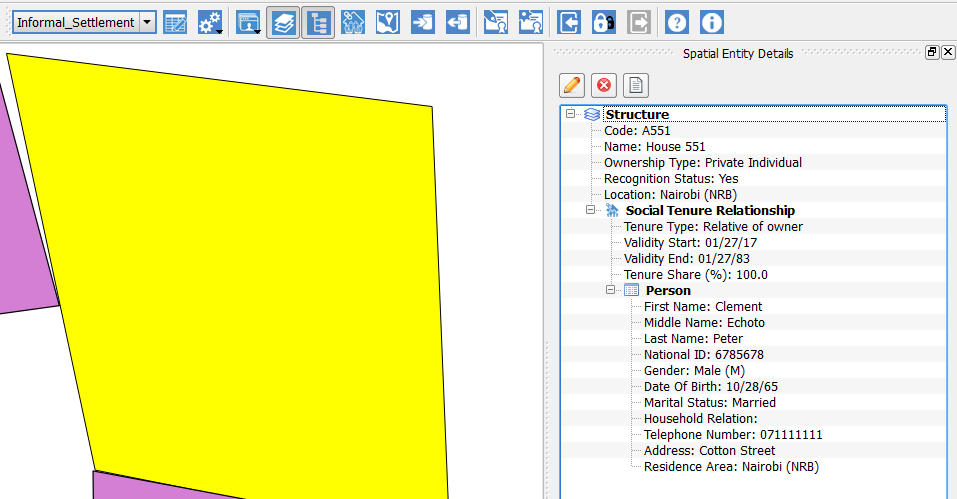 Informal_Settlement
Spatial Entity Details
Structure
Code: A551
Name: House 551
Ownership Type: Private Individual
Recognition Status: Yes
Location: Nairobi (NRB)
Social Tenure Relationship
Tenure Type: Relative of owner
Validity Start: 01/27/17
Validity End: 01/27/83
Tenure Share (%): 100.0
Person
First Name: Clement
Middle Name: Echoto
Last Name: Peter
National ID: 6785678
Gender: Male (M)
Date Of Birth: 10/28/65
Marital Status: Married
Household Relation:
Telephone Number: 071111111
Address: Cotton Street
Residence Area: Nairobi (NRB)